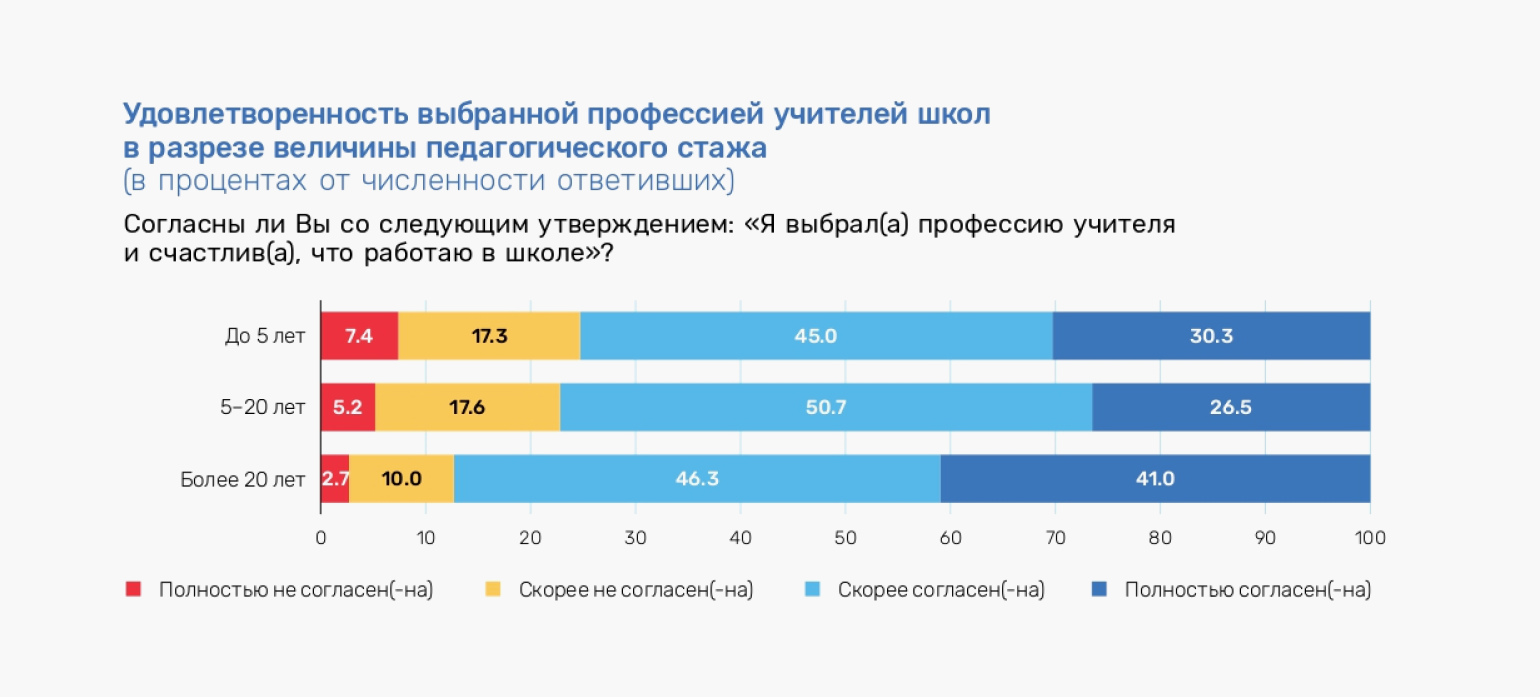 Удовлетворенность выбранной профессией учителей школ
в разрезе величины педагогического стажа
(в процентах от численности ответивших)
Согласны ли Вы со следующим утверждением: «Я выбрал(а) профессию учителя
и счастлив(а), что работаю в школе»?
До 5 лет 7.4 17.3 45.0 30.3
5–20 лет 5.2 17.6 50.7 26.5
Более 20 лет 2.7 10.0 46.3 41.0
0 10 20 30 40 50 60 70 80 90 100
Полностью не согласен(-на) Скорее не согласен(-на) Скорее согласен(-на) Полностью согласен(-на)